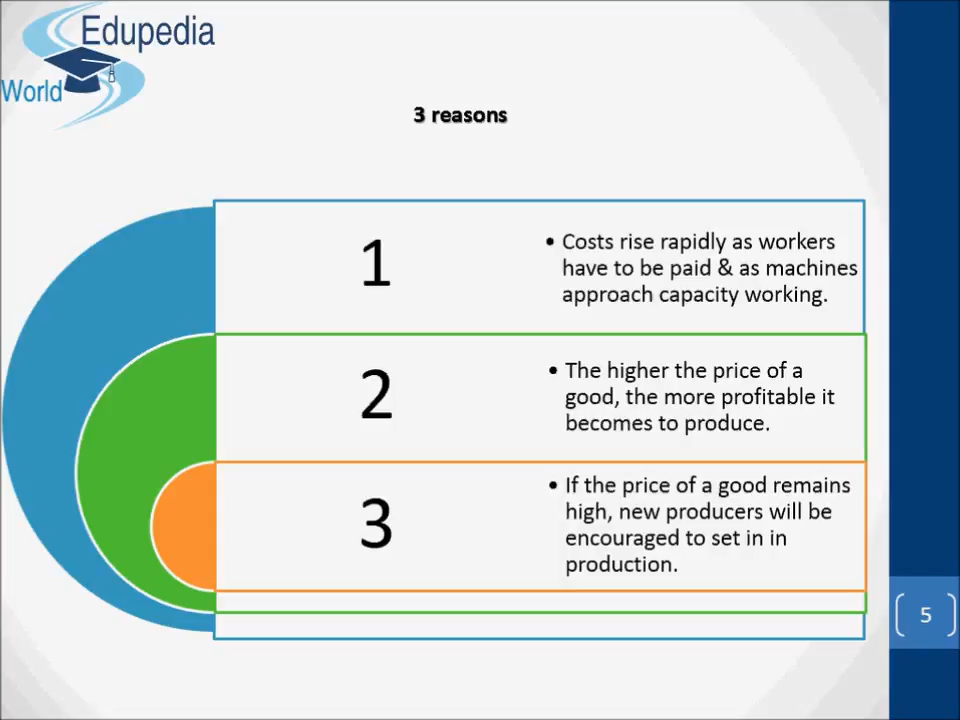 Edupedia
World
3 reasons
1
• Costs rise rapidly as workers
have to be paid & as machines
approach capacity working.
2
• The higher the price of a
good, the more profitable it
becomes to produce.
3
• If the price of a good remains
high, new producers will be
encouraged to set in in
production.
5